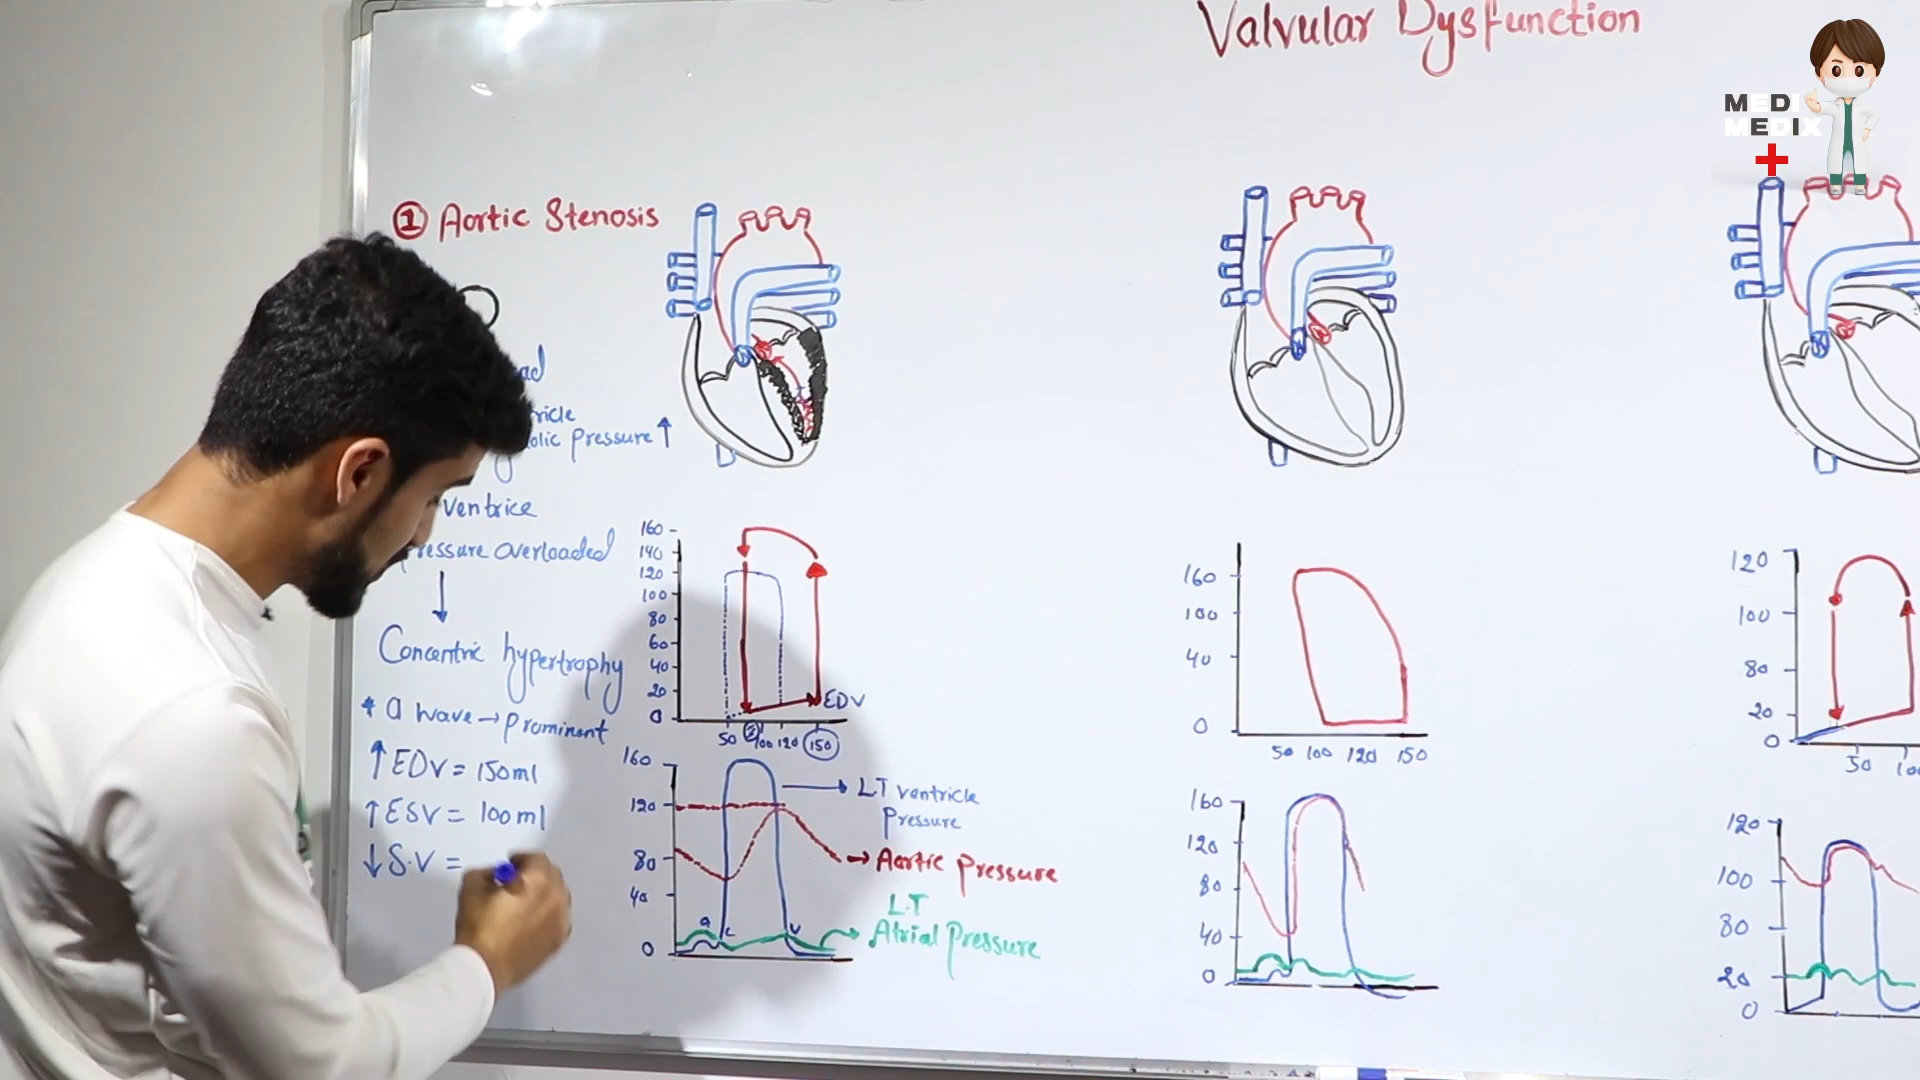 Valvular Dysfunction
MEDI
MEDIX
① Aortic Stenosis
Pressure ↑
ventrice
pressure overloaded
↓
Concentric hypertrophy
* a wave → prominent
↑ EDV = 150ml
↑ ESV = 100ml
↓ S.V =
160
140
120
100
80
60
40
20
0
EDV
50 100 120 150
160
120
80
40
0
a c v
LT ventricle
Pressure
Aortic Pressure
L.T
Atrial Pressure
160
100
40
0
50 100 120 150
160
120
80
40
0
120
100
80
20
0
50
120
100
80
20
0